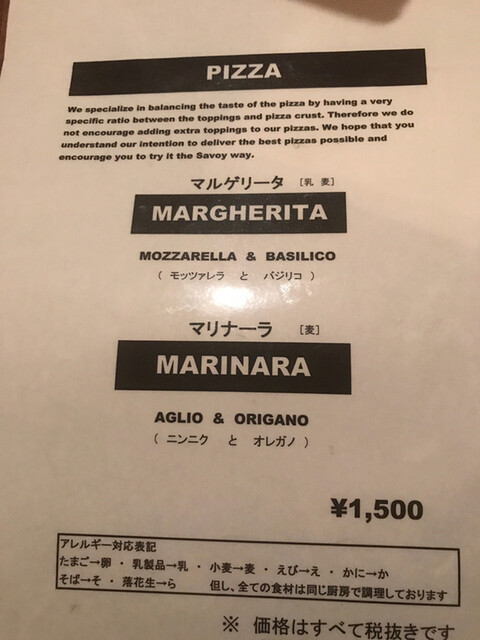 PIZZA
We specialize in balancing the taste of the pizza by having a very
specific ratio between the toppings and pizza crust. Therefore we do
not encourage adding extra toppings to our pizzas. We hope that you
understand our intention to deliver the best pizzas possible and
encourage you to try it the Savoy way.
マルゲリータ [乳 麦]
MARGHERITA
MOZZARELLA & BASILICO
( モッツァレラ と バジリコ )
マリナーラ [麦]
MARINARA
AGLIO & ORIGANO
( ニンニク と オレガノ )
¥1,500
アレルギー対応表記
たまご→卵 ・ 乳製品→乳 ・ 小麦→麦 ・ えび→え ・ かに→か
そば→そ ・ 落花生→ら 但し、全ての食材は同じ厨房で調理しております
※ 価格はすべて税抜きです